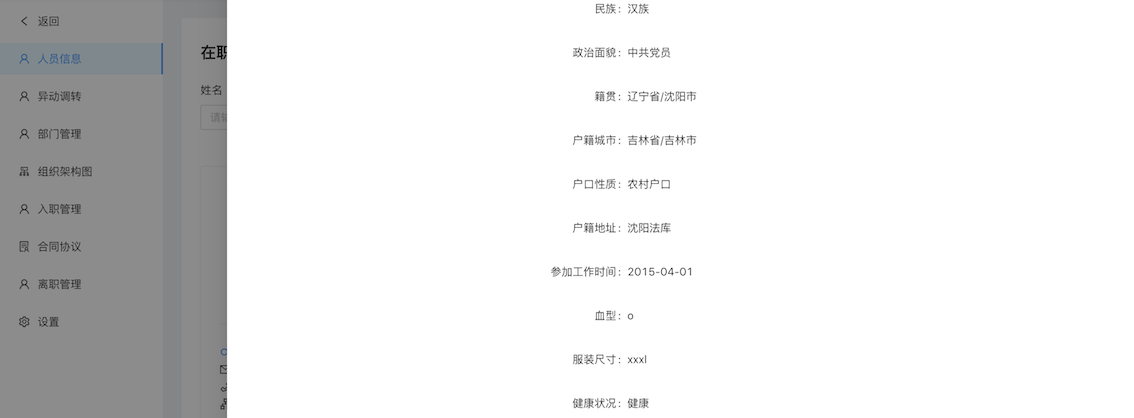 返回
人员信息
异动调转
部门管理
组织架构图
入职管理
合同协议
离职管理
设置
在职
姓名
请输
民族：汉族
政治面貌：中共党员
籍贯：辽宁省/沈阳市
户籍城市：吉林省/吉林市
户口性质：农村户口
户籍地址：沈阳法库
参加工作时间：2015-04-01
血型：o
服装尺寸：xxxl
健康状况：健康